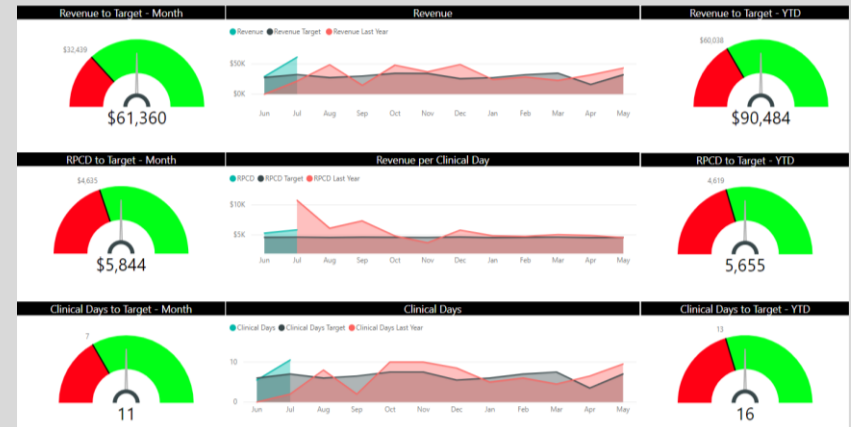 Revenue to Target - Month
Revenue
Revenue to Target - YTD
$32,439
$61,360
Revenue Revenue Target Revenue Last Year
$50K
$0K
Jun Jul Aug Sep Oct Nov Dec Jan Feb Mar Apr May
$60,038
$90,484
RPCD to Target - Month
Revenue per Clinical Day
RPCD to Target - YTD
$4,635
$5,844
RPCD RPCD Target RPCD Last Year
$10K
$5K
Jun Jul Aug Sep Oct Nov Dec Jan Feb Mar Apr May
4,619
5,655
Clinical Days to Target - Month
Clinical Days
Clinical Days to Target - YTD
7
11
Clinical Days Clinical Days Target Clinical Days Last Year
10
0
Jun Jul Aug Sep Oct Nov Dec Jan Feb Mar Apr May
13
16